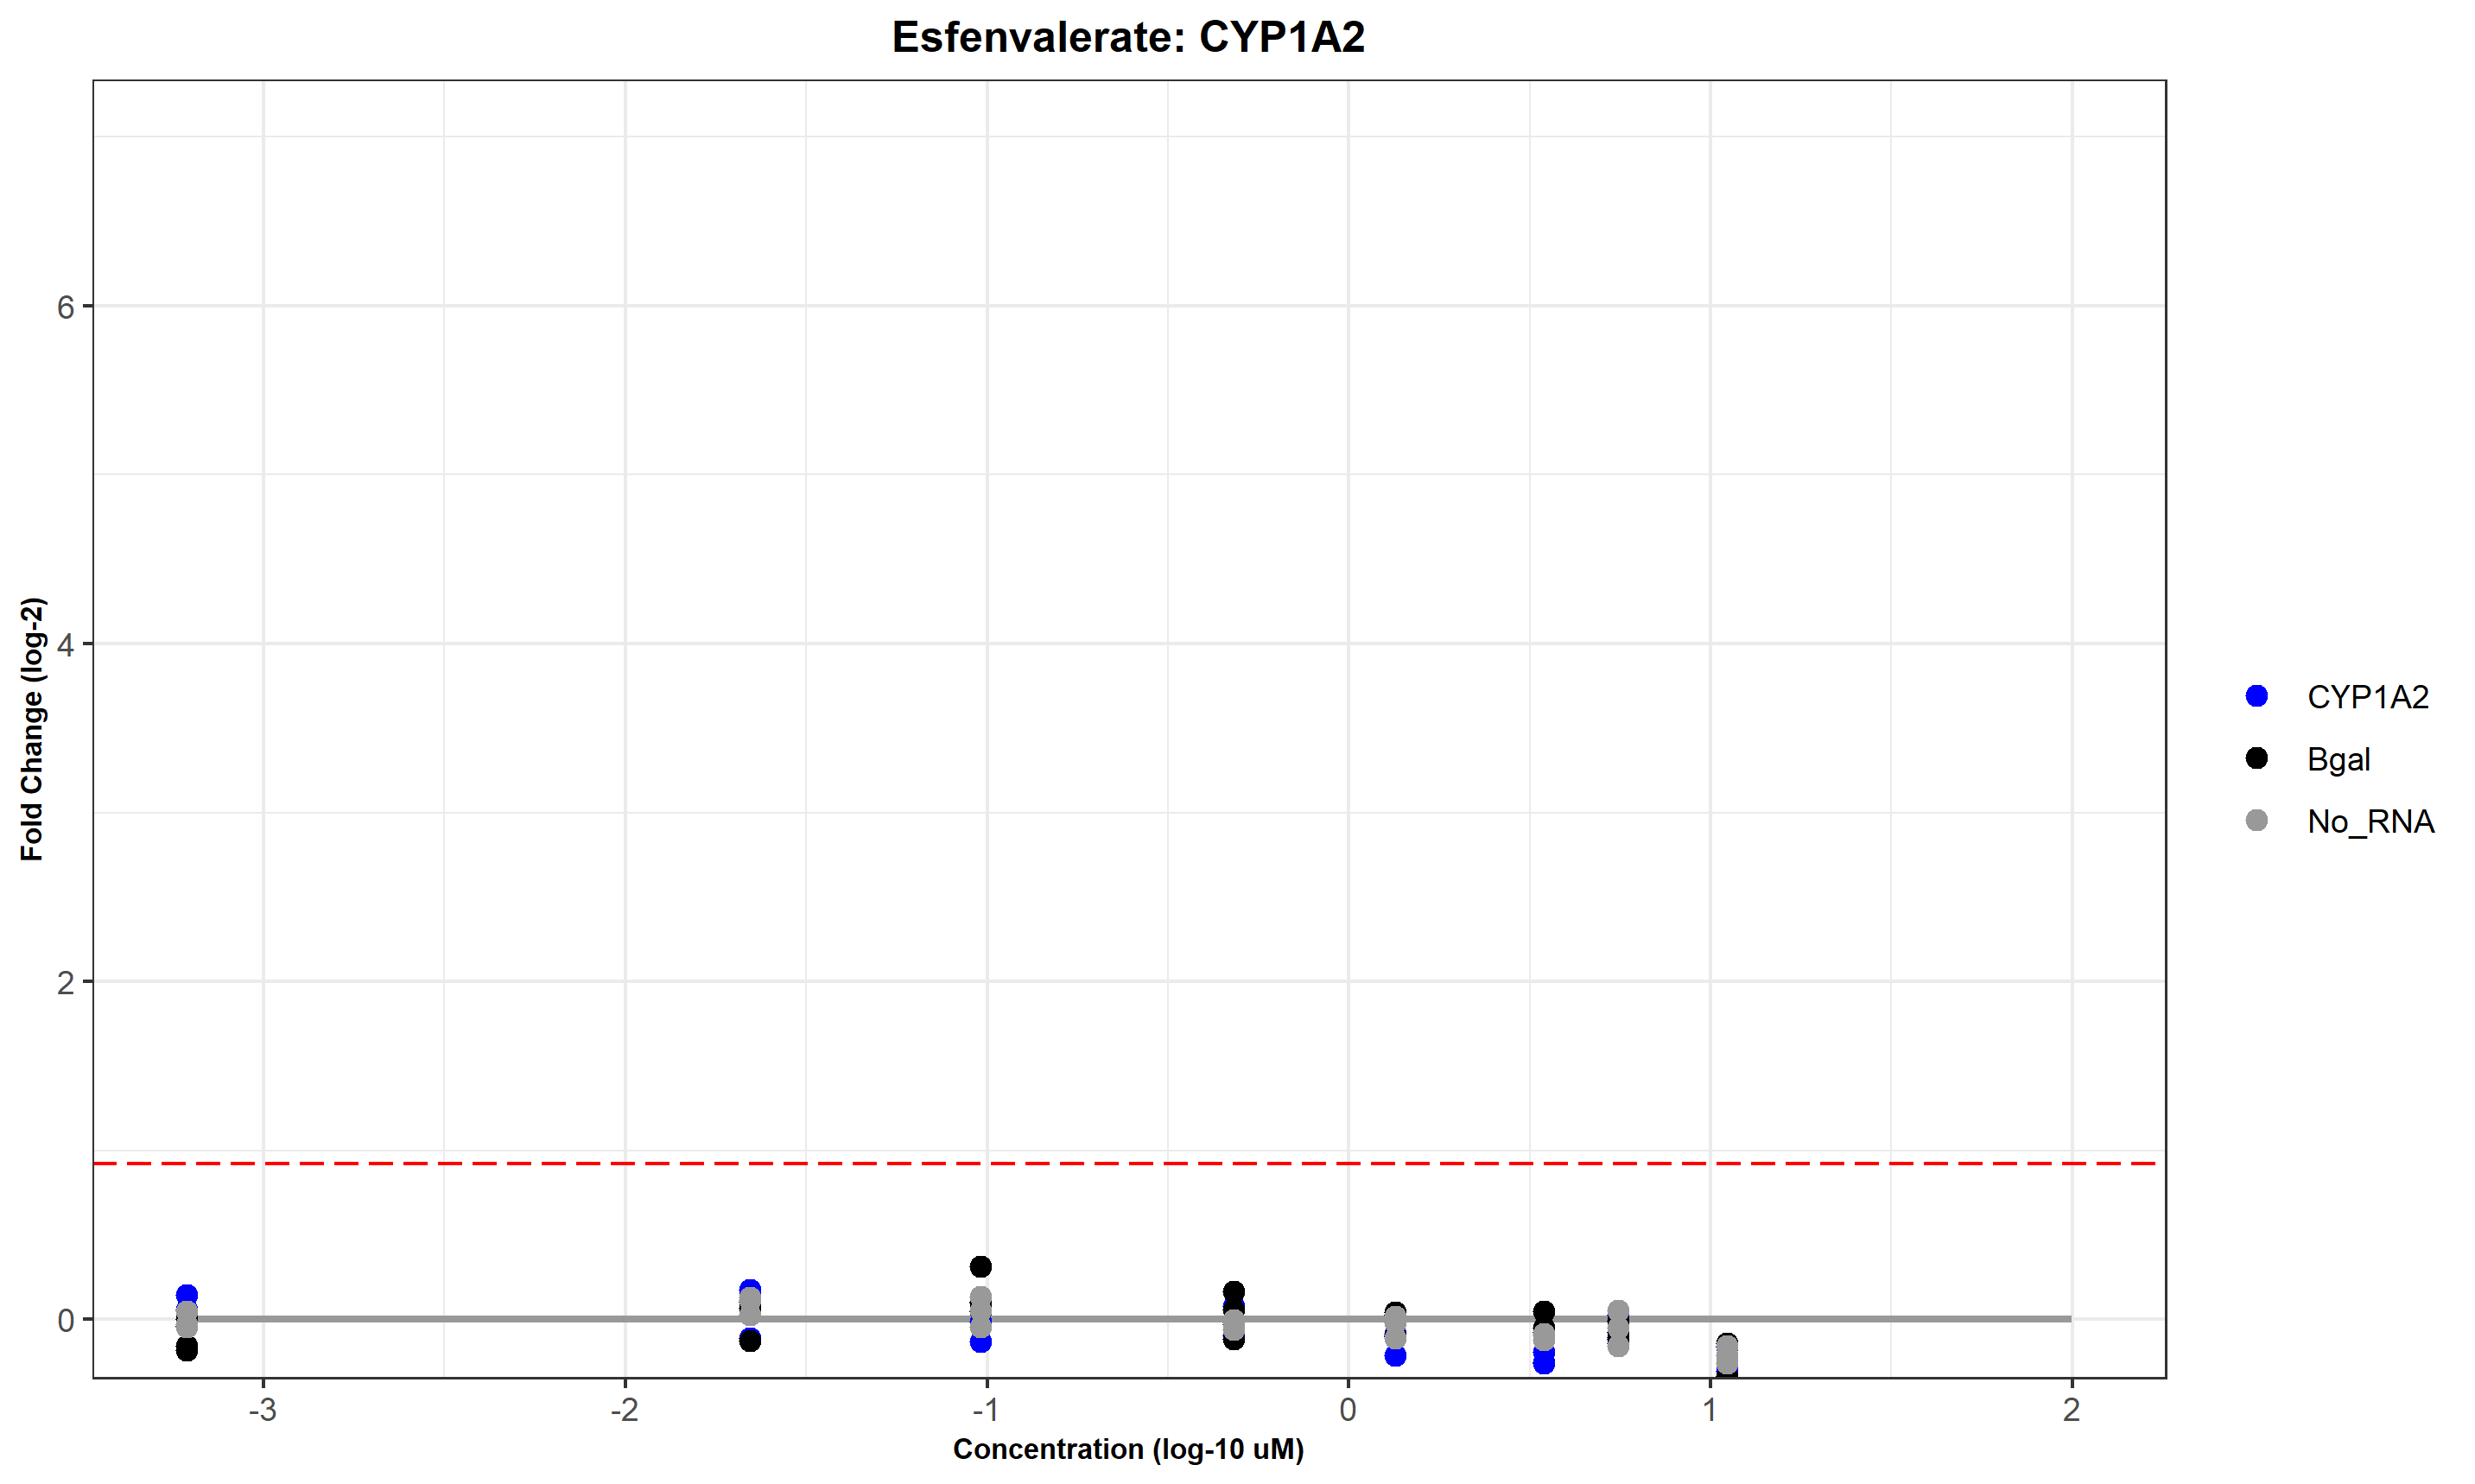 Esfenvalerate: CYP1A2
Fold Change (log-2)
6
4
2
0
-3
-2
-1
0
1
2
Concentration (log-10 uM)
CYP1A2
Bgal
No_RNA